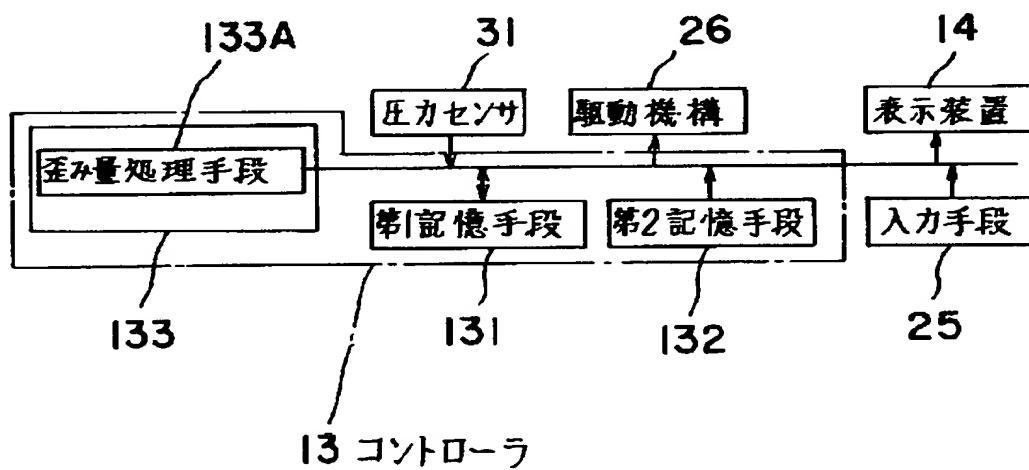 133A
31
26
14
圧力センサ
駆動機構
表示装置
歪み量処理手段
第1記憶手段
第2記憶手段
入力手段
133
131
132
25
13 コントローラ